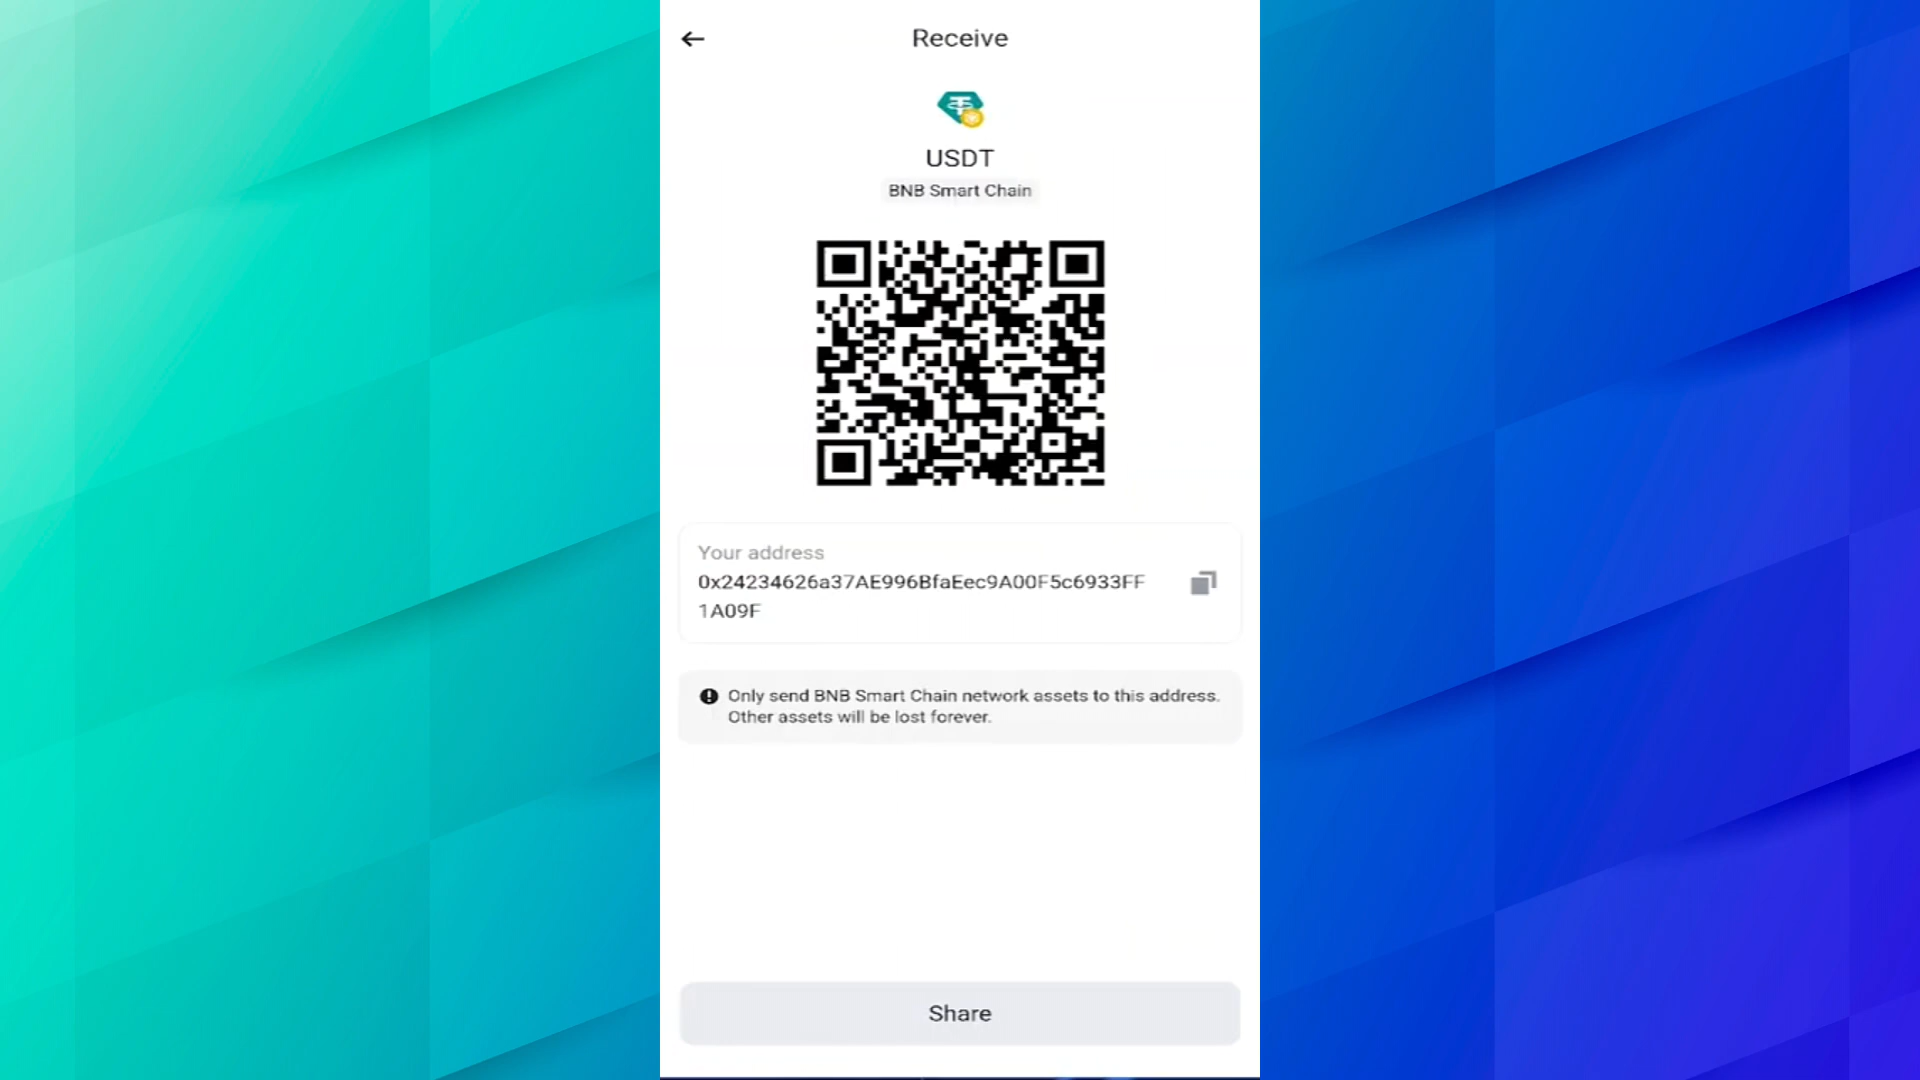 Receive
USDT
BNB Smart Chain
Your address
0x24234626a37AE996BfaEec9A00F5c6933FF
1A09F
Only send BNB Smart Chain network assets to this address.
Other assets will be lost forever.
Share